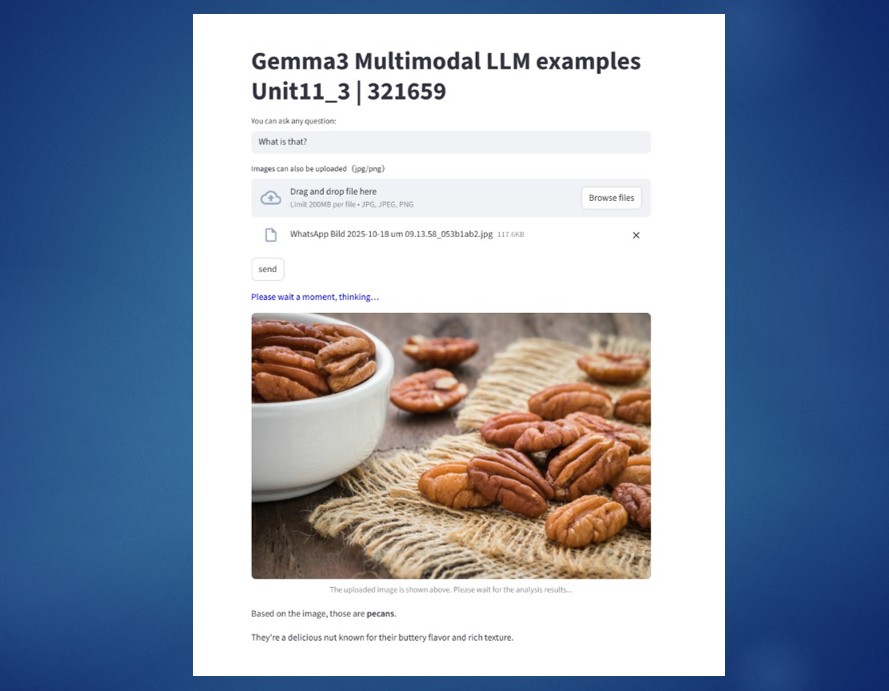 Gemma3 Multimodal LLM examples
Unit11_3 | 321659
You can ask any question:
What is that?
Images can also be uploaded (jpg/png)
Drag and drop file here
Limit 200MB per file • JPG, JPEG, PNG
Browse files
WhatsApp Bild 2025-10-18 um 09.13.58_053b1ab2.jpg 117.6KB
send
Please wait a moment, thinking...
The uploaded image is shown above. Please wait for the analysis results...
Based on the image, those are pecans.
They're a delicious nut known for their buttery flavor and rich texture.